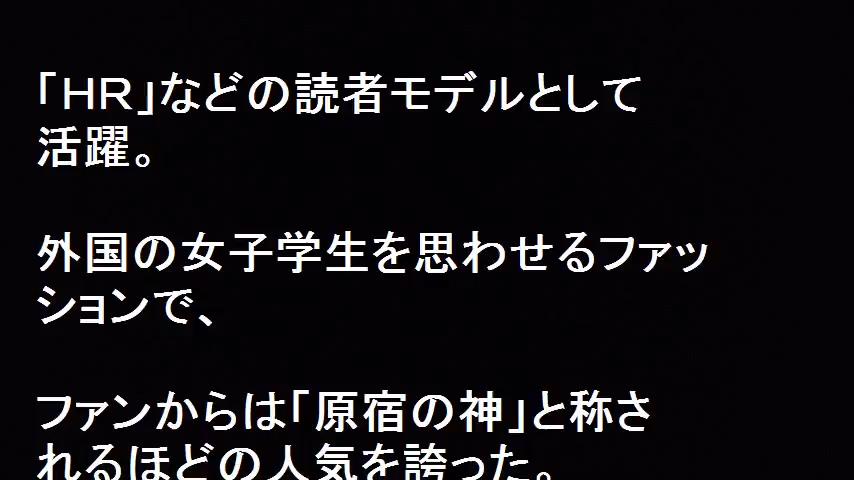 「ＨＲ」などの読者モデルとして
活躍。
外国の女子学生を思わせるファッ
ションで、
ファンからは「原宿の神」と称さ
れるほどの人気を誇った。